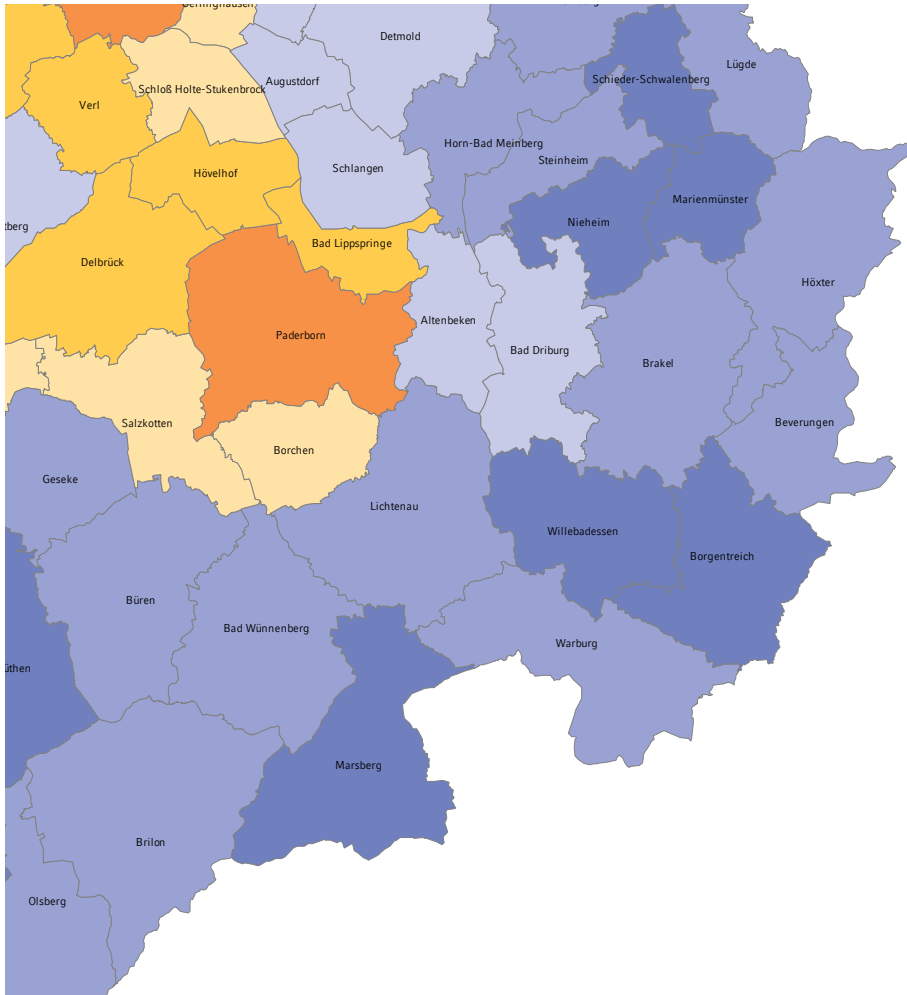 Detmold
Lügde
Schieder-Schwalenberg
Augustdorf
Schloß Holte-Stukenbrock
Verl
Horn-Bad Meinberg
Steinheim
Schlangen
Hövelhof
Marienmünster
Nieheim
Bad Lippspringe
Delbrück
Höxter
Altenbeken
Paderborn
Bad Driburg
Brakel
Salzkotten
Beverungen
Borchen
Geseke
Lichtenau
Willebadessen
Borgentreich
Büren
Bad Wünnenberg
Warburg
üthen
Marsberg
Brilon
Olsberg